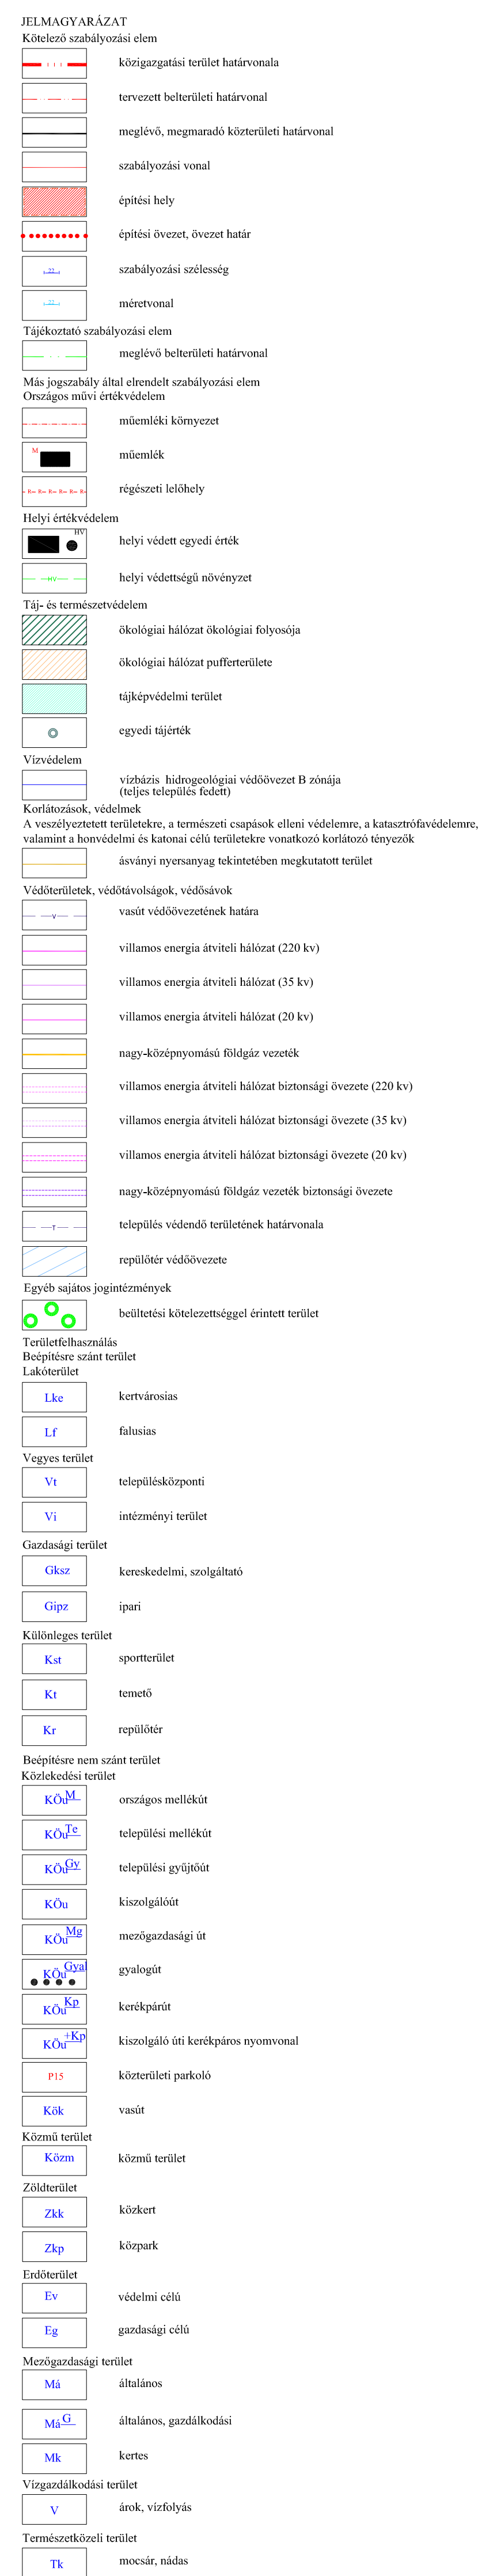 JELMAGYARÁZAT
Kötelező szabályozási elem
közigazgatási terület határvonala
tervezett belterületi határvonal
meglévő, megmaradó közterületi határvonal
szabályozási vonal
építési hely
építési övezet, övezet határ
22 szabályozási szélesség
22 méretvonal
Tájékoztató szabályozási elem
meglévő belterületi határvonal
Más jogszabály által elrendelt szabályozási elem
Országos művi értékvédelem
műemléki környezet
M műemlék
R R R R R R régészeti lelőhely
Helyi értékvédelem
HV helyi védett egyedi érték
HV helyi védettségű növényzet
Táj- és természetvédelem
ökológiai hálózat ökológiai folyosója
ökológiai hálózat pufferterülete
tájképvédelmi terület
egyedi tájérték
Vízvédelem
vízbázis hidrogeológiai védőövezet B zónája
(teljes település fedett)
Korlátozások, védelmek
A veszélyeztetett területekre, a természeti csapások elleni védelemre, a katasztrófavédelemre,
valamint a honvédelmi és katonai célú területekre vonatkozó korlátozó tényezők
ásványi nyersanyag tekintetében megkutatott terület
Védőterületek, védőtávolságok, védősávok
V vasút védőövezetének határa
villamos energia átviteli hálózat (220 kv)
villamos energia átviteli hálózat (35 kv)
villamos energia átviteli hálózat (20 kv)
nagy-középnyomású földgáz vezeték
villamos energia átviteli hálózat biztonsági övezete (220 kv)
villamos energia átviteli hálózat biztonsági övezete (35 kv)
villamos energia átviteli hálózat biztonsági övezete (20 kv)
nagy-középnyomású földgáz vezeték biztonsági övezete
T település védendő területének határvonala
repülőtér védőövezete
Egyéb sajátos jogintézmények
beültetési kötelezettséggel érintett terület
Területfelhasználás
Beépítésre szánt terület
Lakóterület
Lke kertvárosias
Lf falusias
Vegyes terület
Vt településközponti
Vi intézményi terület
Gazdasági terület
Gksz kereskedelmi, szolgáltató
Gipz ipari
Különleges terület
Kst sportterület
Kt temető
Kr repülőtér
Beépítésre nem szánt terület
Közlekedési terület
KÖu M országos mellékút
KÖu Te települési mellékút
KÖu Gy települési gyűjtőút
KÖu kiszolgálóút
KÖu Mg mezőgazdasági út
KÖu Gyal gyalogút
KÖu Kp kerékpárút
KÖu +Kp kiszolgáló úti kerékpáros nyomvonal
P15 közterületi parkoló
Kök vasút
Közmű terület
Közm közmű terület
Zöldterület
Zkk közkert
Zkp közpark
Erdőterület
Ev védelmi célú
Eg gazdasági célú
Mezőgazdasági terület
Má általános
Má G általános, gazdálkodási
Mk kertes
Vízgazdálkodási terület
V árok, vízfolyás
Természetközeli terület
Tk mocsár, nádas